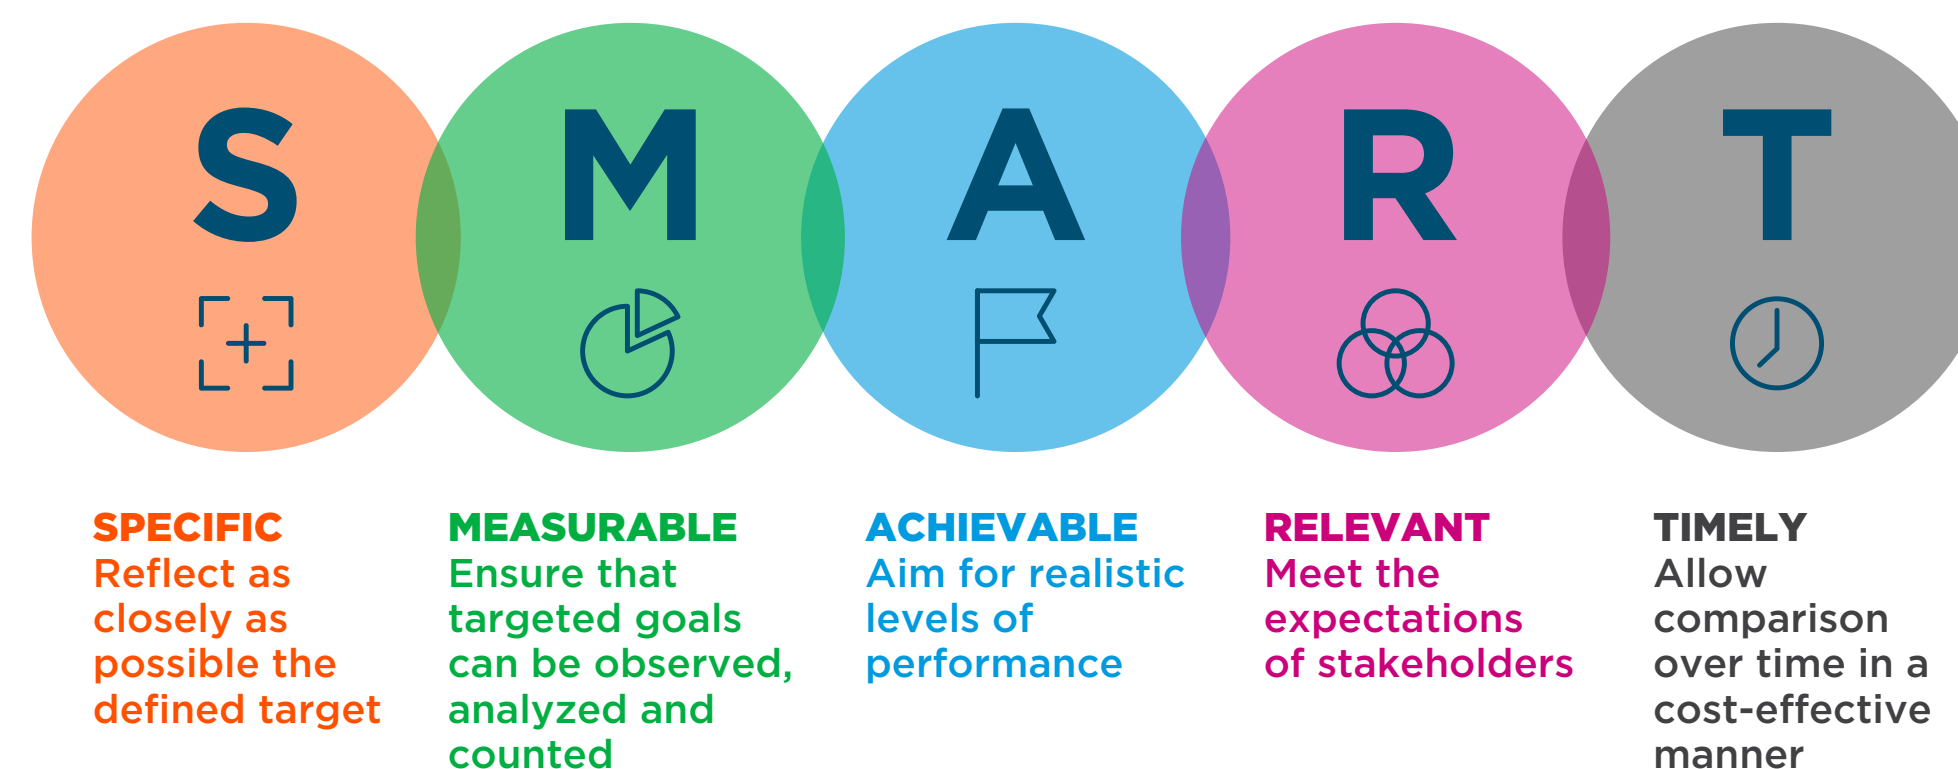 S
M
A
R
T
SPECIFIC
Reflect as
closely as
possible the
defined target
MEASURABLE
Ensure that
targeted goals
can be observed,
analyzed and
counted
ACHIEVABLE
Aim for realistic
levels of
performance
RELEVANT
Meet the
expectations
of stakeholders
TIMELY
Allow
comparison
over time in a
cost-effective
manner